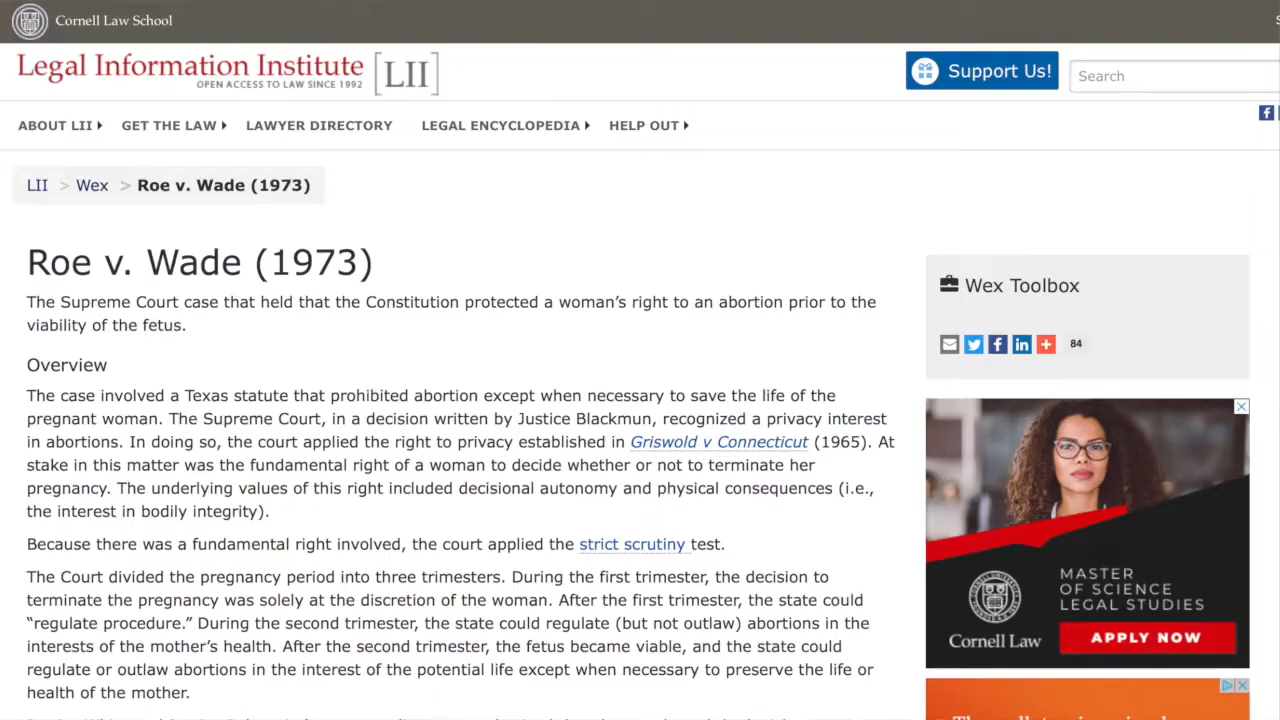 Cornell Law School
Legal Information Institute [LII]
OPEN ACCESS TO LAW SINCE 1992
Support Us!
Search
ABOUT LII
GET THE LAW
LAWYER DIRECTORY
LEGAL ENCYCLOPEDIA
HELP OUT
LII > Wex > Roe v. Wade (1973)
Roe v. Wade (1973)
The Supreme Court case that held that the Constitution protected a woman’s right to an abortion prior to the
viability of the fetus.
Overview
The case involved a Texas statute that prohibited abortion except when necessary to save the life of the
pregnant woman. The Supreme Court, in a decision written by Justice Blackmun, recognized a privacy interest
in abortions. In doing so, the court applied the right to privacy established in Griswold v Connecticut (1965). At
stake in this matter was the fundamental right of a woman to decide whether or not to terminate her
pregnancy. The underlying values of this right included decisional autonomy and physical consequences (i.e.,
the interest in bodily integrity).
Because there was a fundamental right involved, the court applied the strict scrutiny test.
The Court divided the pregnancy period into three trimesters. During the first trimester, the decision to
terminate the pregnancy was solely at the discretion of the woman. After the first trimester, the state could
“regulate procedure.” During the second trimester, the state could regulate (but not outlaw) abortions in the
interests of the mother’s health. After the second trimester, the fetus became viable, and the state could
regulate or outlaw abortions in the interest of the potential life except when necessary to preserve the life or
health of the mother.
Wex Toolbox
84
MASTER
OF SCIENCE
LEGAL STUDIES
Cornell Law
APPLY NOW